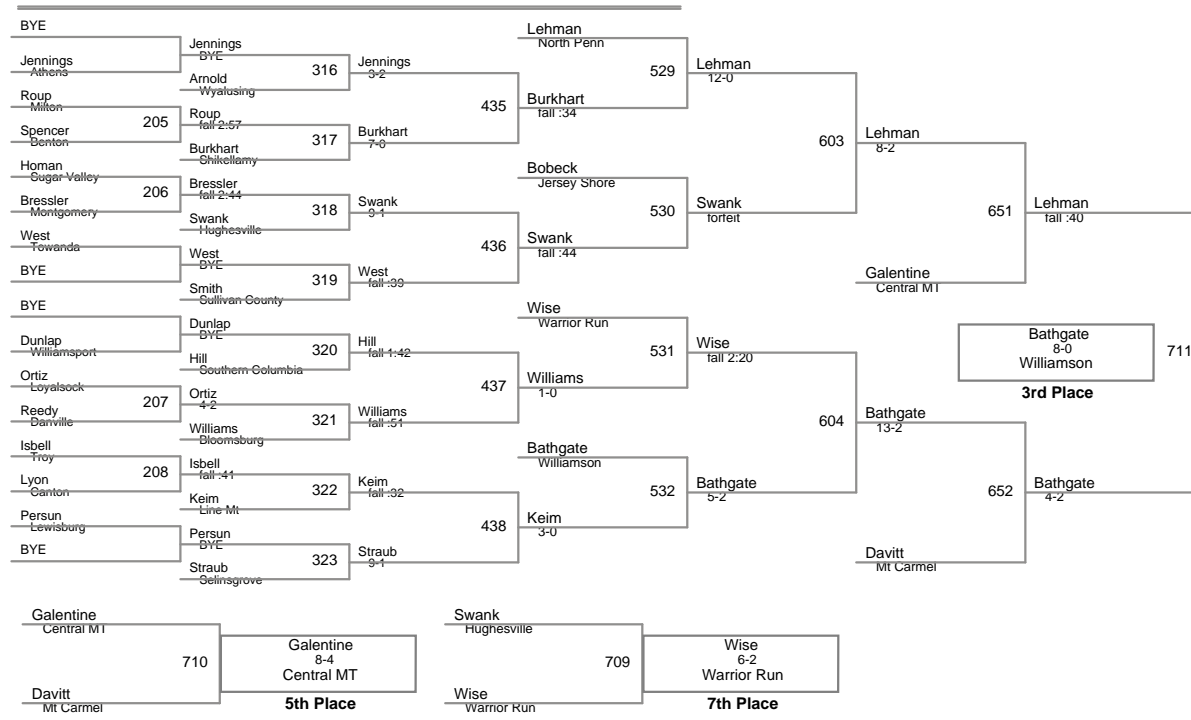 BYE
Jennings
Athens
Roup
Milton
205
Spencer
Benton
Homan
Sugar Valley
206
Bressler
Montgomery
West
Towanda
BYE
BYE
Dunlap
Williamsport
Ortiz
Loyalsock
207
Reedy
Danville
Isbell
Troy
208
Lyon
Canton
Persun
Lewisburg
BYE
Jennings
BYE
316
Arnold
Wyalusing
Roup
fall 2:57
317
Burkhart
Shikellamy
Bressler
fall 2:44
318
Swank
Hughesville
West
BYE
319
Smith
Sullivan County
Dunlap
BYE
320
Hill
Southern Columbia
Ortiz
4-2
321
Williams
Bloomsburg
Isbell
fall :41
322
Keim
Line Mt
Persun
BYE
323
Straub
Selinsgrove
Jennings
3-2
435
Burkhart
7-0
Swank
9-1
436
West
fall :39
Hill
fall 1:42
437
Williams
fall :51
Keim
fall :32
438
Straub
9-1
Lehman
North Penn
529
Burkhart
fall :34
Bobeck
Jersey Shore
530
Swank
fall :44
Wise
Warrior Run
531
Williams
1-0
Bathgate
Williamson
532
Keim
3-0
Lehman
12-0
603
Swank
forfeit
Wise
fall 2:20
604
Bathgate
5-2
Lehman
8-2
651
Galentine
Central MT
Bathgate
13-2
652
Davitt
Mt Carmel
Lehman
fall :40
Bathgate
8-0
Williamson
711
3rd Place
Bathgate
4-2
Galentine
Central MT
710
Davitt
Mt Carmel
Galentine
8-4
Central MT
5th Place
Swank
Hughesville
709
Wise
Warrior Run
Wise
6-2
Warrior Run
7th Place